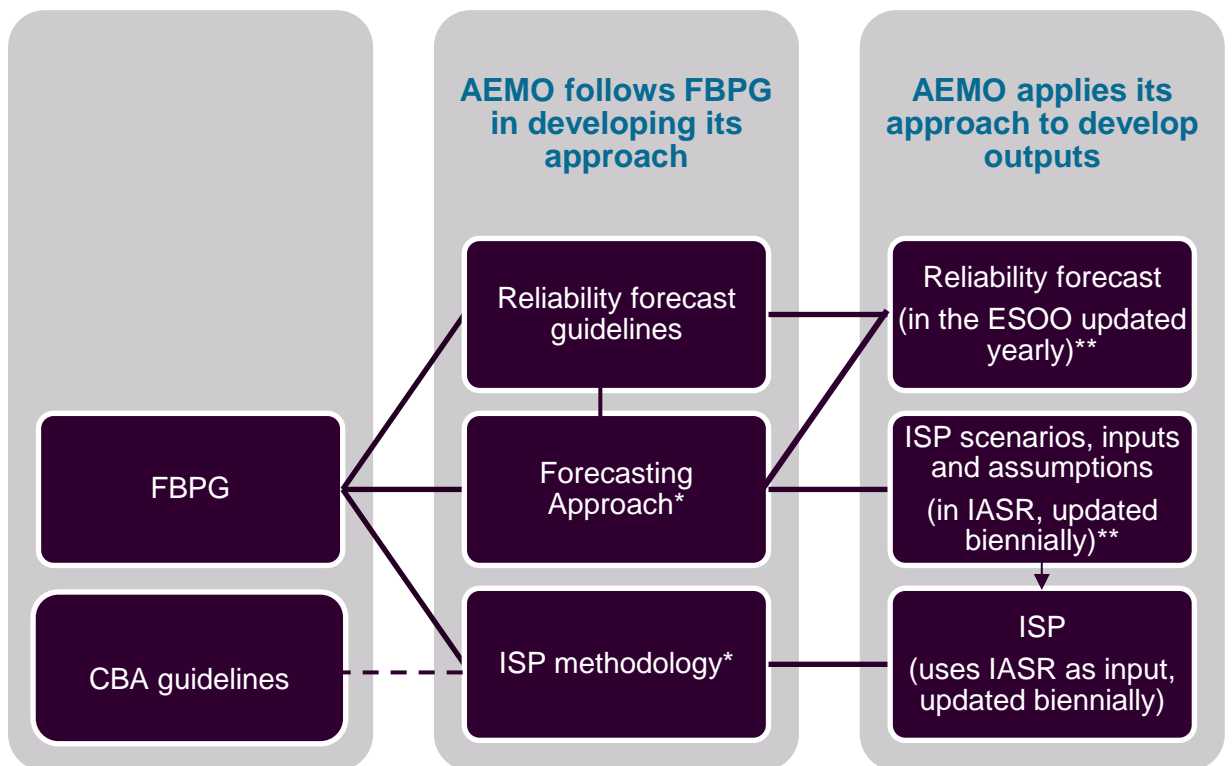 AEMO follows FBPG
in developing its
approach
AEMO applies its
approach to develop
outputs
FBPG
CBA guidelines
Reliability forecast
guidelines
Forecasting
Approach*
ISP methodology*
Reliability forecast
(in the ESOO updated
yearly)**
ISP scenarios, inputs
and assumptions
(in IASR, updated
biennially)**
ISP
(uses IASR as input,
updated biennially)